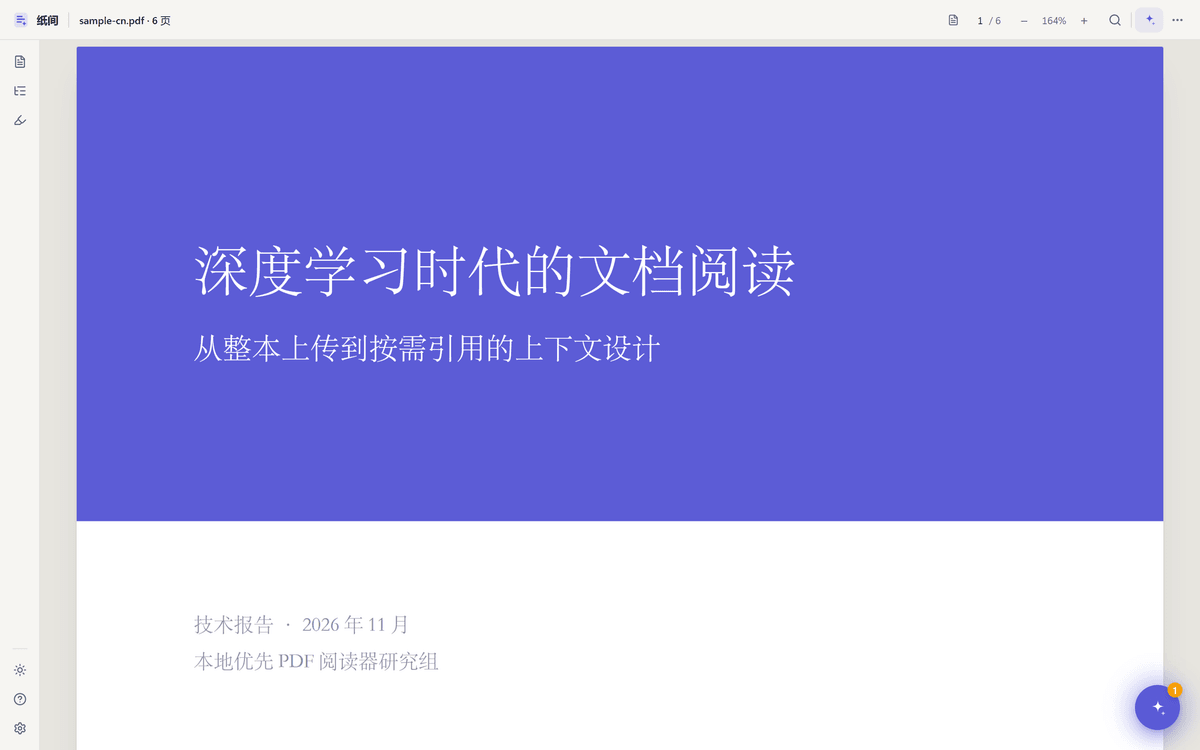 纸间
sample-cn.pdf · 6 页
1 / 6
− 164% +
深度学习时代的文档阅读
从整本上传到按需引用的上下文设计
技术报告 · 2026 年 11 月
本地优先 PDF 阅读器研究组
1